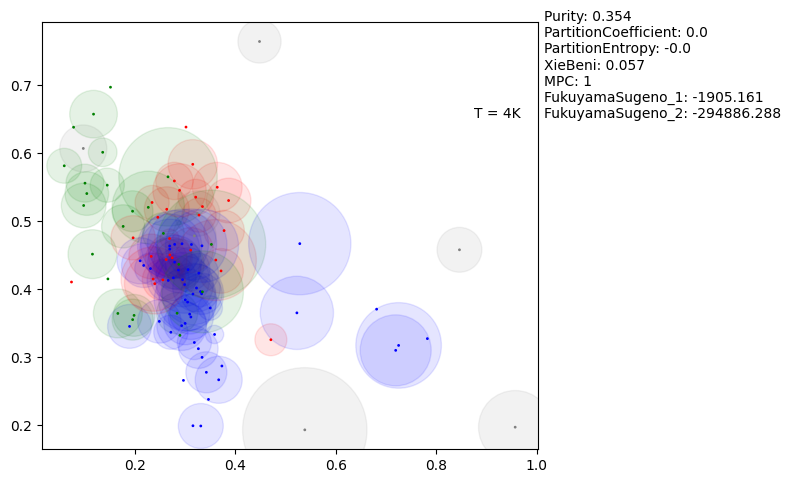 Purity: 0.354
PartitionCoefficient: 0.0
PartitionEntropy: -0.0
XieBeni: 0.057
MPC: 1
FukuyamaSugeno_1: -1905.161
FukuyamaSugeno_2: -294886.288
T = 4K
0.7
0.6
0.5
0.4
0.3
0.2
0.2 0.4 0.6 0.8 1.0